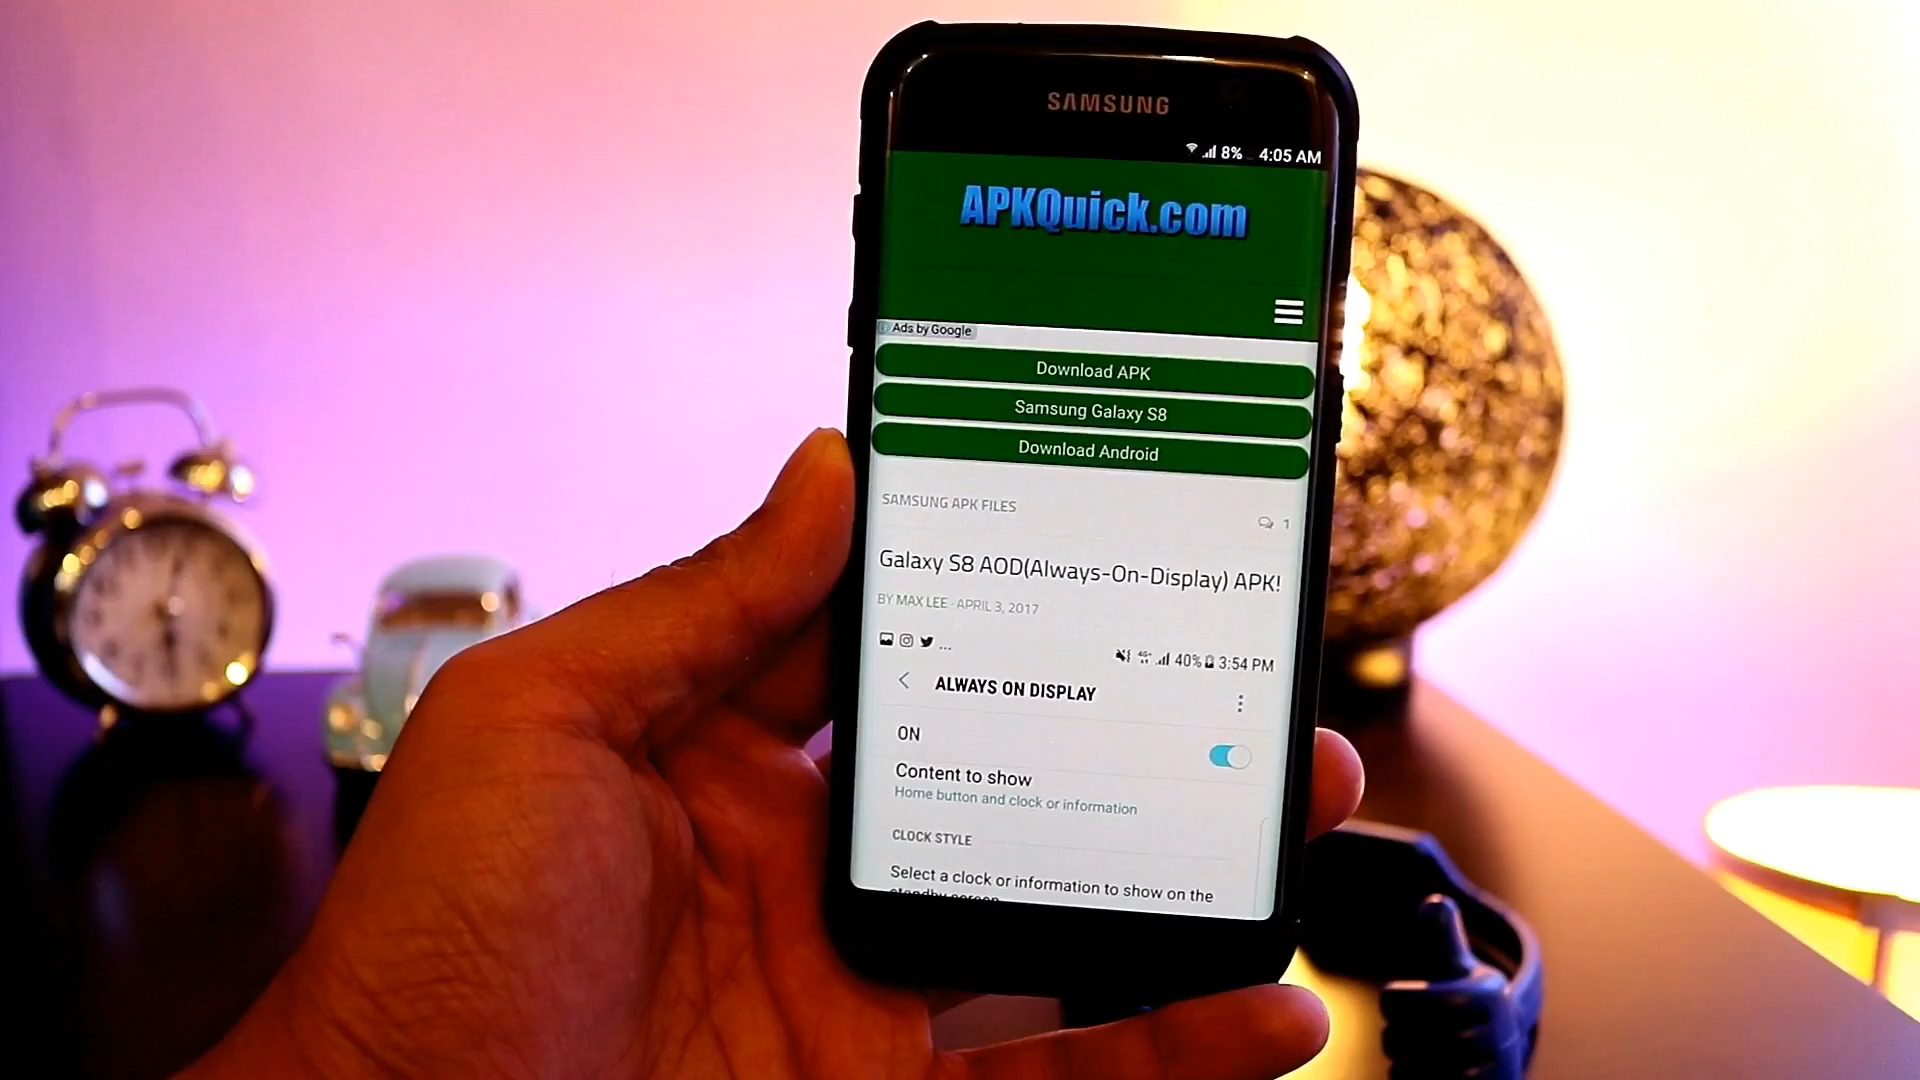 SAMSUNG
8% 4:05 AM
APKQuick.com
Ads by Google
Download APK
Samsung Galaxy S8
Download Android
SAMSUNG APK FILES
1
Galaxy S8 AOD(Always-On-Display) APK!
BY MAX LEE · APRIL 3, 2017
... 4G+ 40% 3:54 PM
ALWAYS ON DISPLAY
ON
Content to show
Home button and clock or information
CLOCK STYLE
Select a clock or information to show on the
standby screen